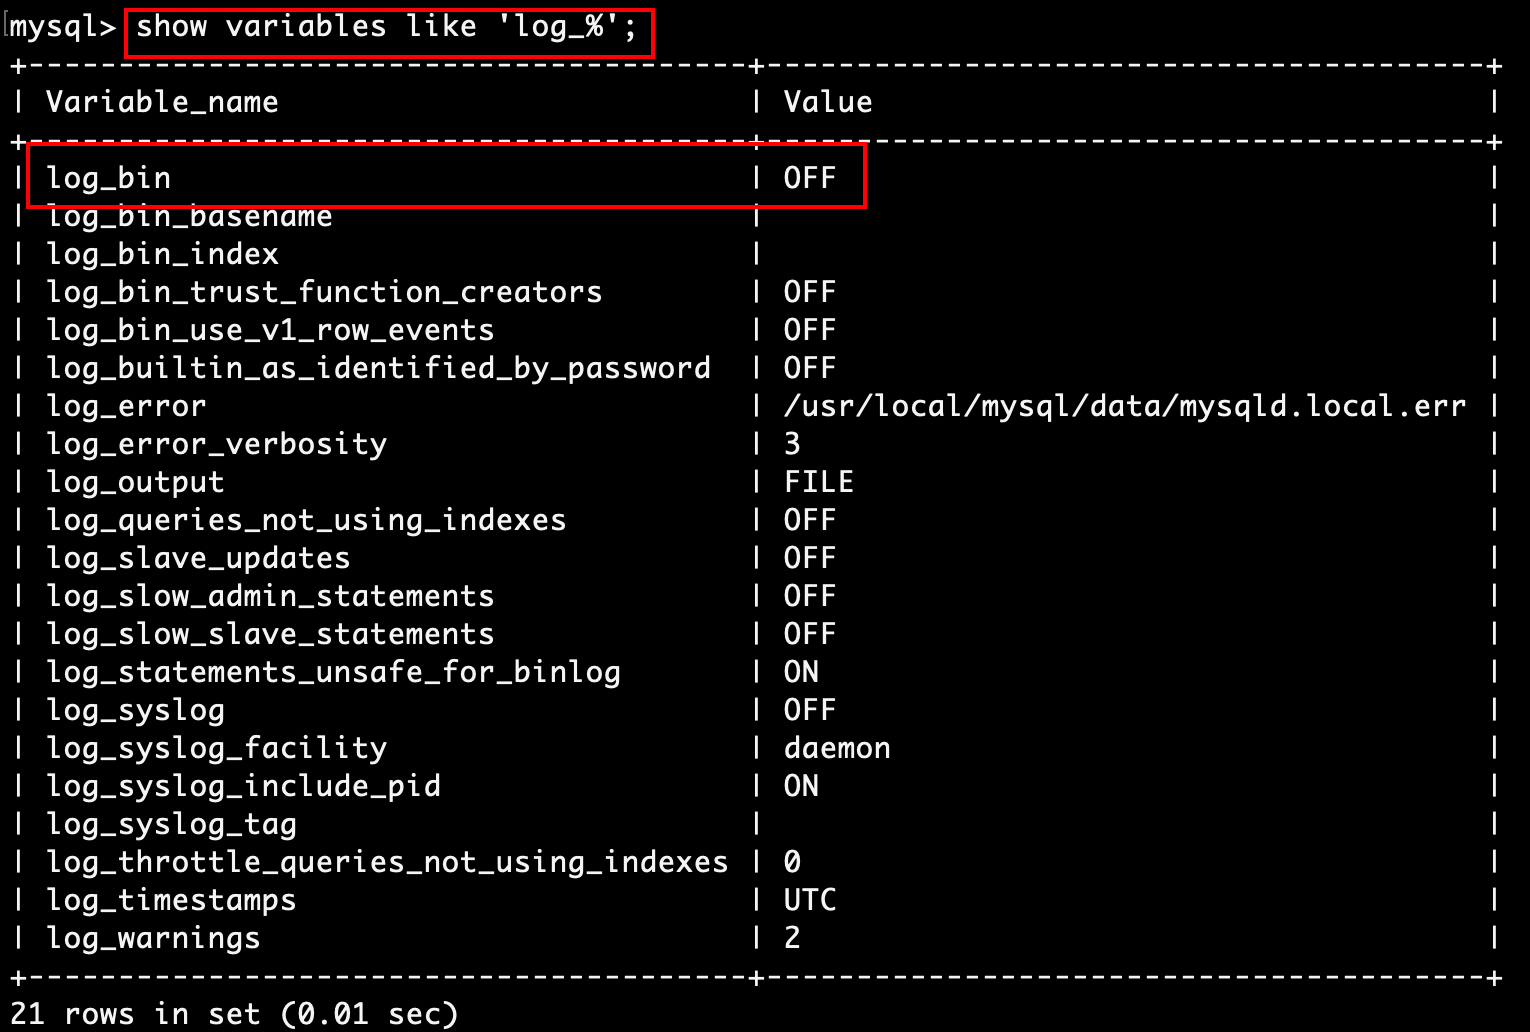 mysql> show variables like 'log_%';
+----------------------------------------+----------------------------------------+
| Variable_name                          | Value                                  |
+----------------------------------------+----------------------------------------+
| log_bin                                | OFF                                    |
| log_bin_basename                       |                                        |
| log_bin_index                          |                                        |
| log_bin_trust_function_creators        | OFF                                    |
| log_bin_use_v1_row_events              | OFF                                    |
| log_builtin_as_identified_by_password  | OFF                                    |
| log_error                              | /usr/local/mysql/data/mysqld.local.err |
| log_error_verbosity                    | 3                                      |
| log_output                             | FILE                                   |
| log_queries_not_using_indexes          | OFF                                    |
| log_slave_updates                      | OFF                                    |
| log_slow_admin_statements              | OFF                                    |
| log_slow_slave_statements              | OFF                                    |
| log_statements_unsafe_for_binlog       | ON                                     |
| log_syslog                             | OFF                                    |
| log_syslog_facility                    | daemon                                 |
| log_syslog_include_pid                 | ON                                     |
| log_syslog_tag                         |                                        |
| log_throttle_queries_not_using_indexes | 0                                      |
| log_timestamps                         | UTC                                    |
| log_warnings                           | 2                                      |
+----------------------------------------+----------------------------------------+
21 rows in set (0.01 sec)